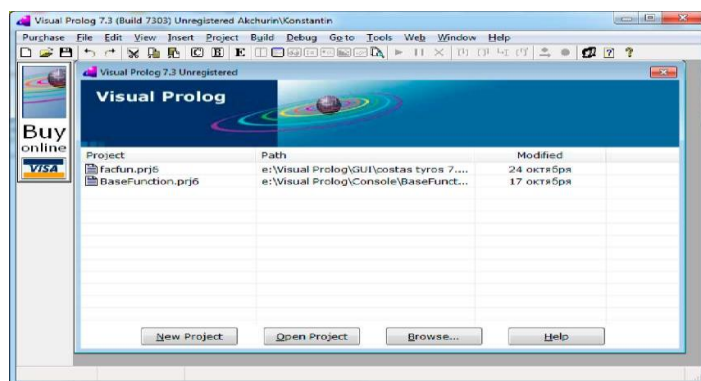 Visual Prolog 7.3 (Build 7303) Unregistered Akchurin\Konstantin
Purchase File Edit View Insert Project Build Debug Go to Tools Web Window Help
Visual Prolog 7.3 Unregistered
Visual Prolog
Buy
online
VISA
Project Path Modified
facfun.prj6 e:\Visual Prolog\GUI\costas tyros 7.... 24 октября
BaseFunction.prj6 e:\Visual Prolog\Console\BaseFunct... 17 октября
New Project Open Project Browse... Help